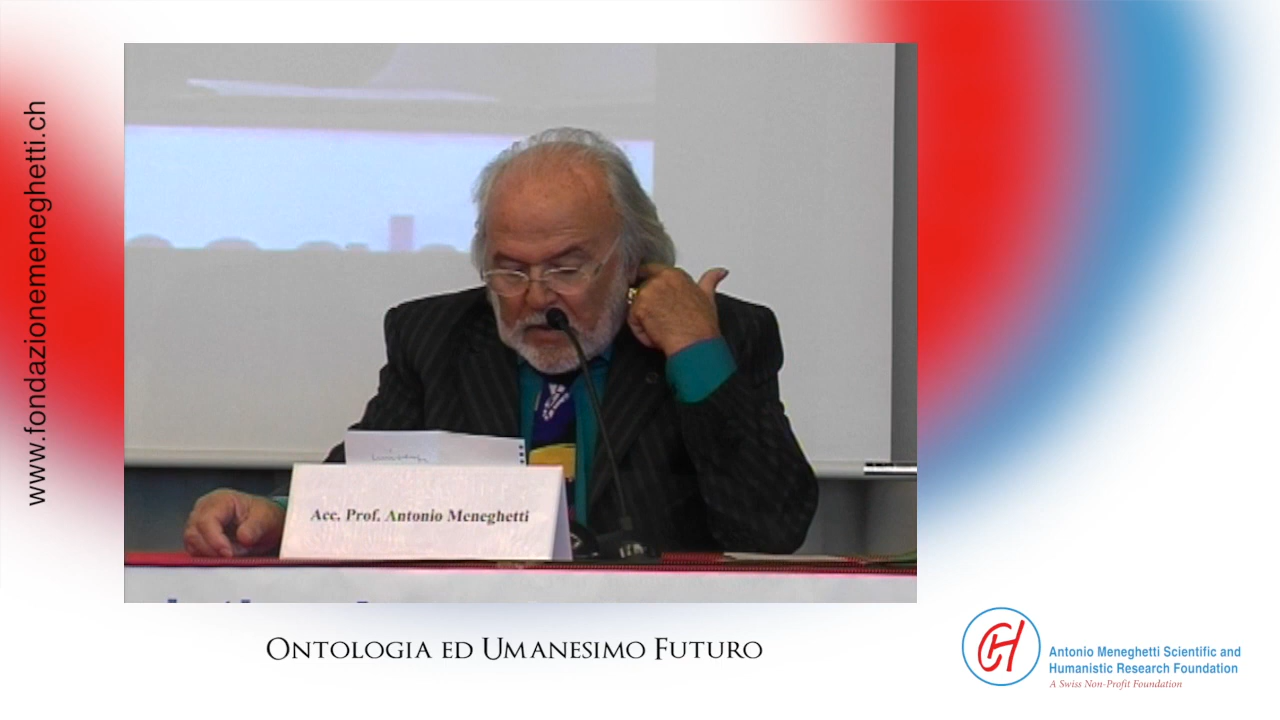 www.fondazionemeneghetti.ch
Acc. Prof. Antonio Meneghetti
ONTOLOGIA ED UMANESIMO FUTURO
Antonio Meneghetti Scientific and
Humanistic Research Foundation
A Swiss Non-Profit Foundation